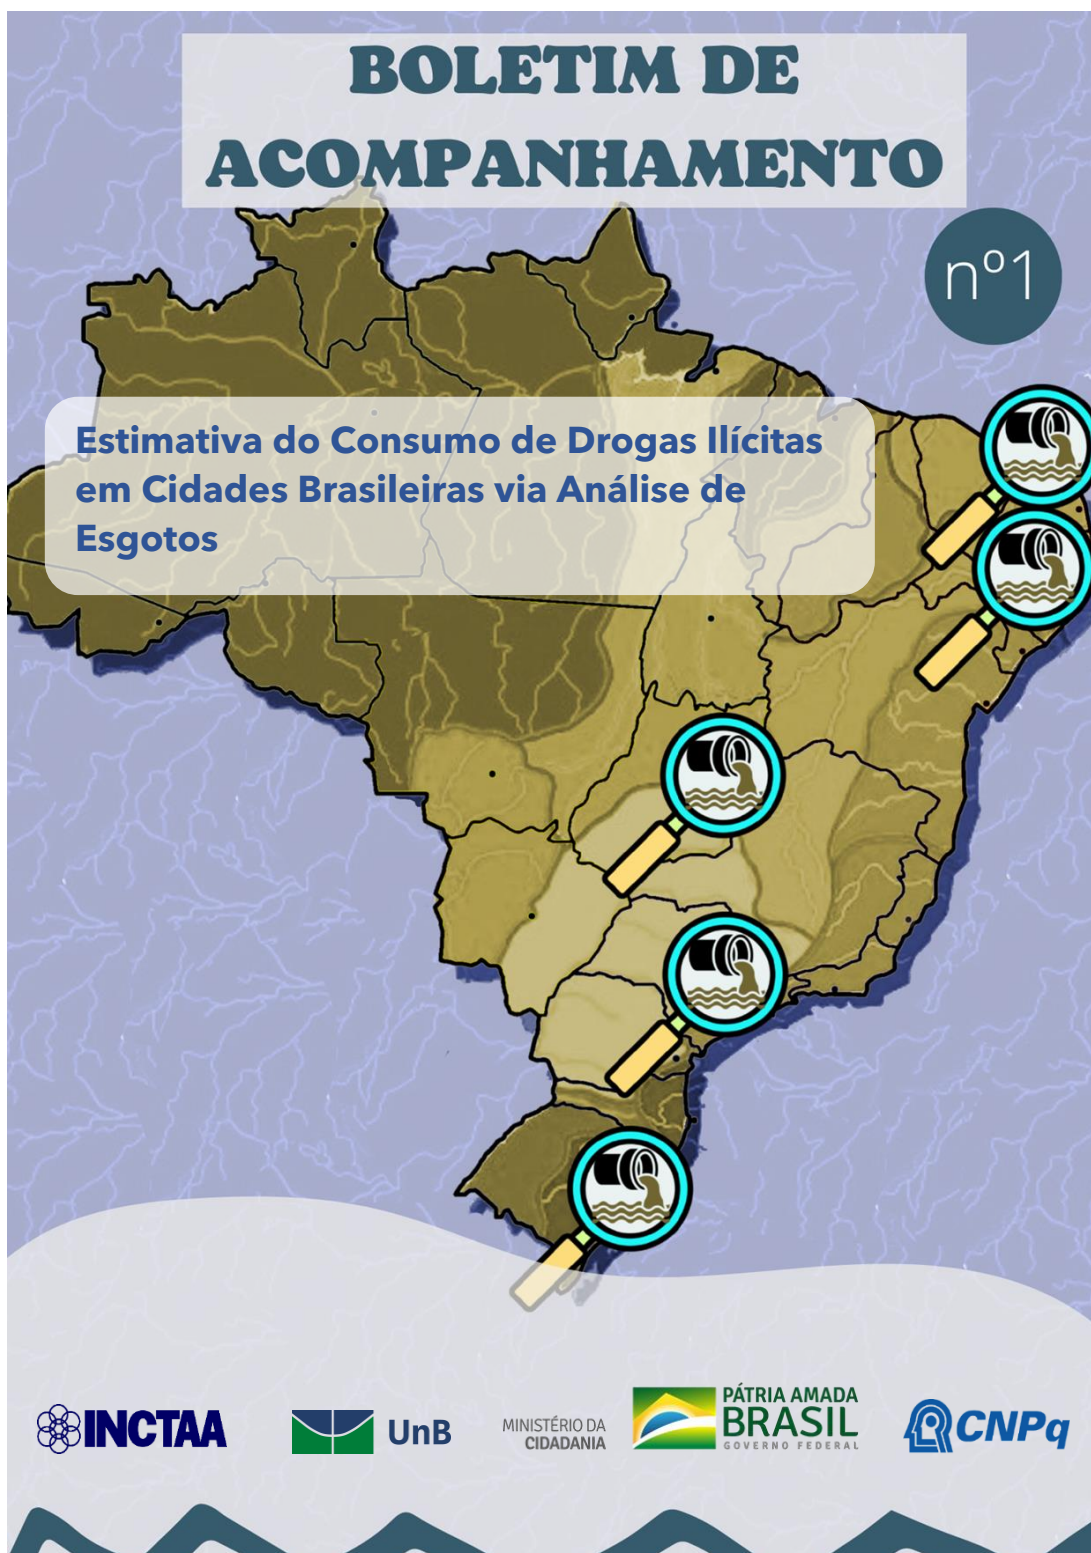 BOLETIM DE
ACOMPANHAMENTO
nº1
Estimativa do Consumo de Drogas Ilícitas
em Cidades Brasileiras via Análise de
Esgotos
INCTAA
UnB
MINISTÉRIO DA
CIDADANIA
PÁTRIA AMADA
BRASIL
GOVERNO FEDERAL
CNPq